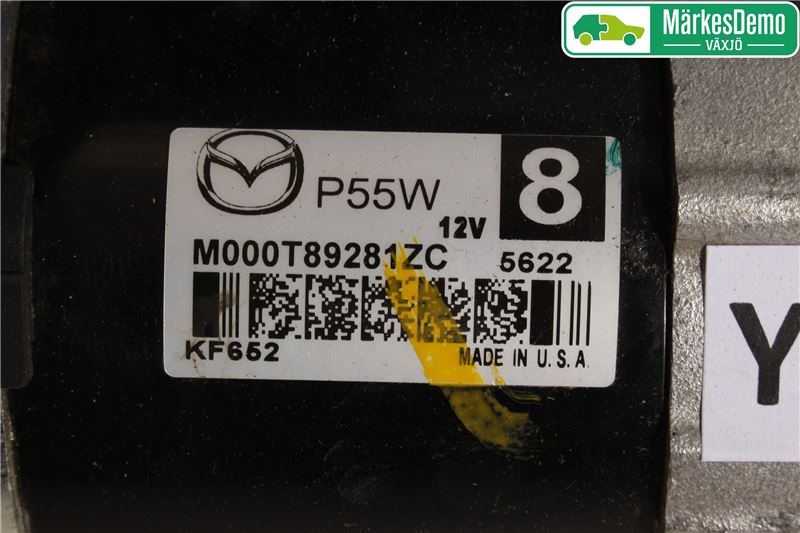 MärkesDemo
VÄXJÖ
P55W
8
12V
M000T89281ZC 5622
KF652 MADE IN U.S.A
Y